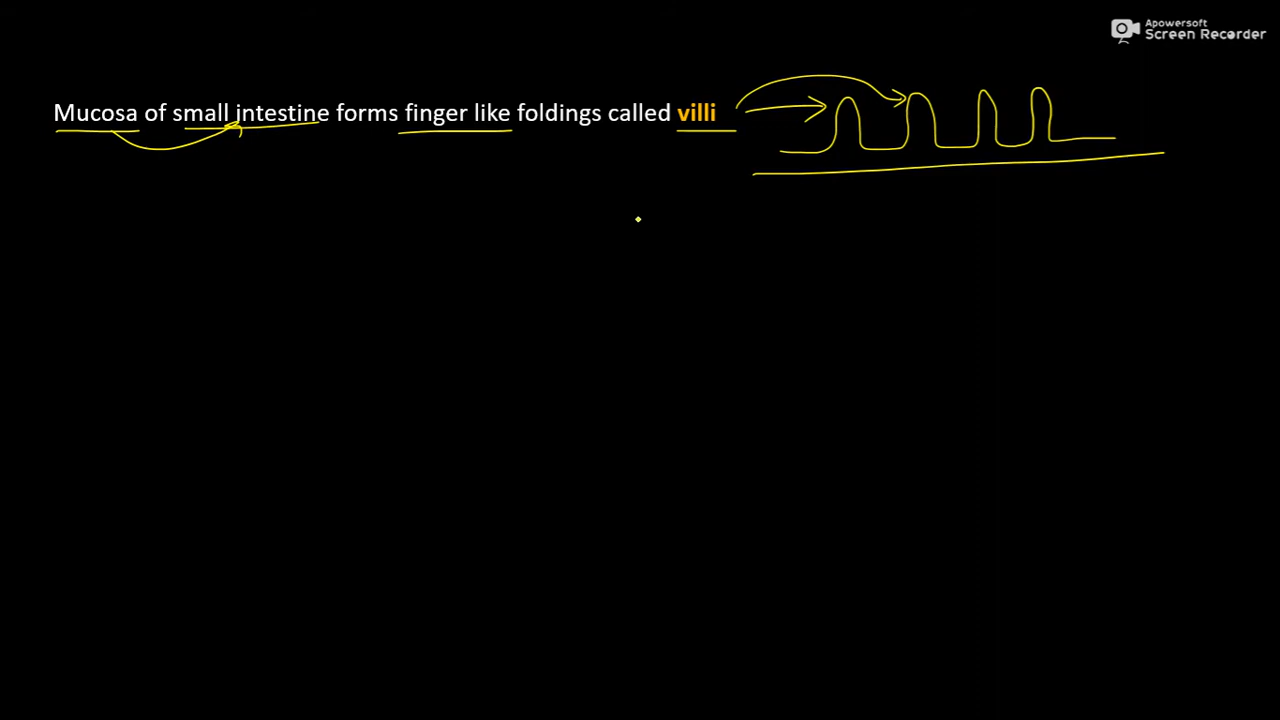 Apowersoft
Screen Recorder
Mucosa of small intestine forms finger like foldings called villi